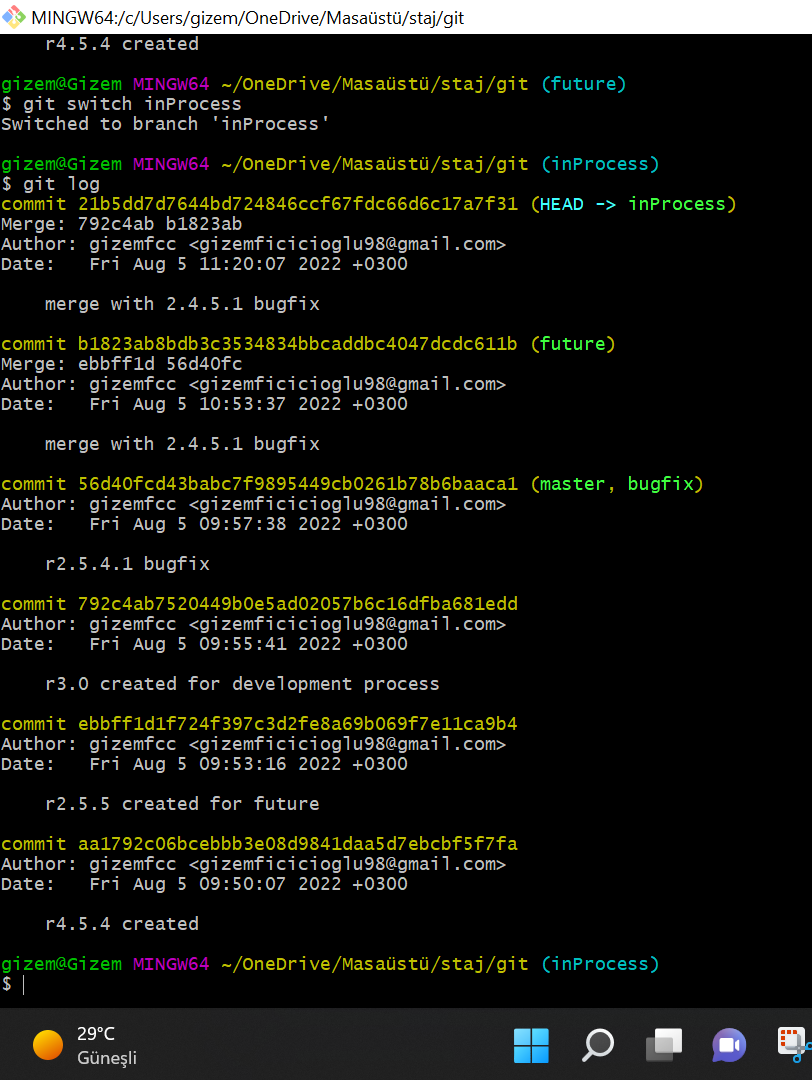 MINGW64:/c/Users/gizem/OneDrive/Masaüstü/staj/git
    r4.5.4 created
gizem@Gizem MINGW64 ~/OneDrive/Masaüstü/staj/git (future)
$ git switch inProcess
Switched to branch 'inProcess'
gizem@Gizem MINGW64 ~/OneDrive/Masaüstü/staj/git (inProcess)
$ git log
commit 21b5dd7d7644bd724846ccf67fdc66d6c17a7f31 (HEAD -> inProcess)
Merge: 792c4ab b1823ab
Author: gizemfcc <gizemficicioglu98@gmail.com>
Date:   Fri Aug 5 11:20:07 2022 +0300
    merge with 2.4.5.1 bugfix
commit b1823ab8bdb3c3534834bbcaddbc4047dcdc611b (future)
Merge: ebbff1d 56d40fc
Author: gizemfcc <gizemficicioglu98@gmail.com>
Date:   Fri Aug 5 10:53:37 2022 +0300
    merge with 2.4.5.1 bugfix
commit 56d40fcd43babc7f9895449cb0261b78b6baaca1 (master, bugfix)
Author: gizemfcc <gizemficicioglu98@gmail.com>
Date:   Fri Aug 5 09:57:38 2022 +0300
    r2.5.4.1 bugfix
commit 792c4ab7520449b0e5ad02057b6c16dfba681edd
Author: gizemfcc <gizemficicioglu98@gmail.com>
Date:   Fri Aug 5 09:55:41 2022 +0300
    r3.0 created for development process
commit ebbff1d1f724f397c3d2fe8a69b069f7e11ca9b4
Author: gizemfcc <gizemficicioglu98@gmail.com>
Date:   Fri Aug 5 09:53:16 2022 +0300
    r2.5.5 created for future
commit aa1792c06bcebbb3e08d9841daa5d7ebcbf5f7fa
Author: gizemfcc <gizemficicioglu98@gmail.com>
Date:   Fri Aug 5 09:50:07 2022 +0300
    r4.5.4 created
gizem@Gizem MINGW64 ~/OneDrive/Masaüstü/staj/git (inProcess)
$
29°C
Güneşli